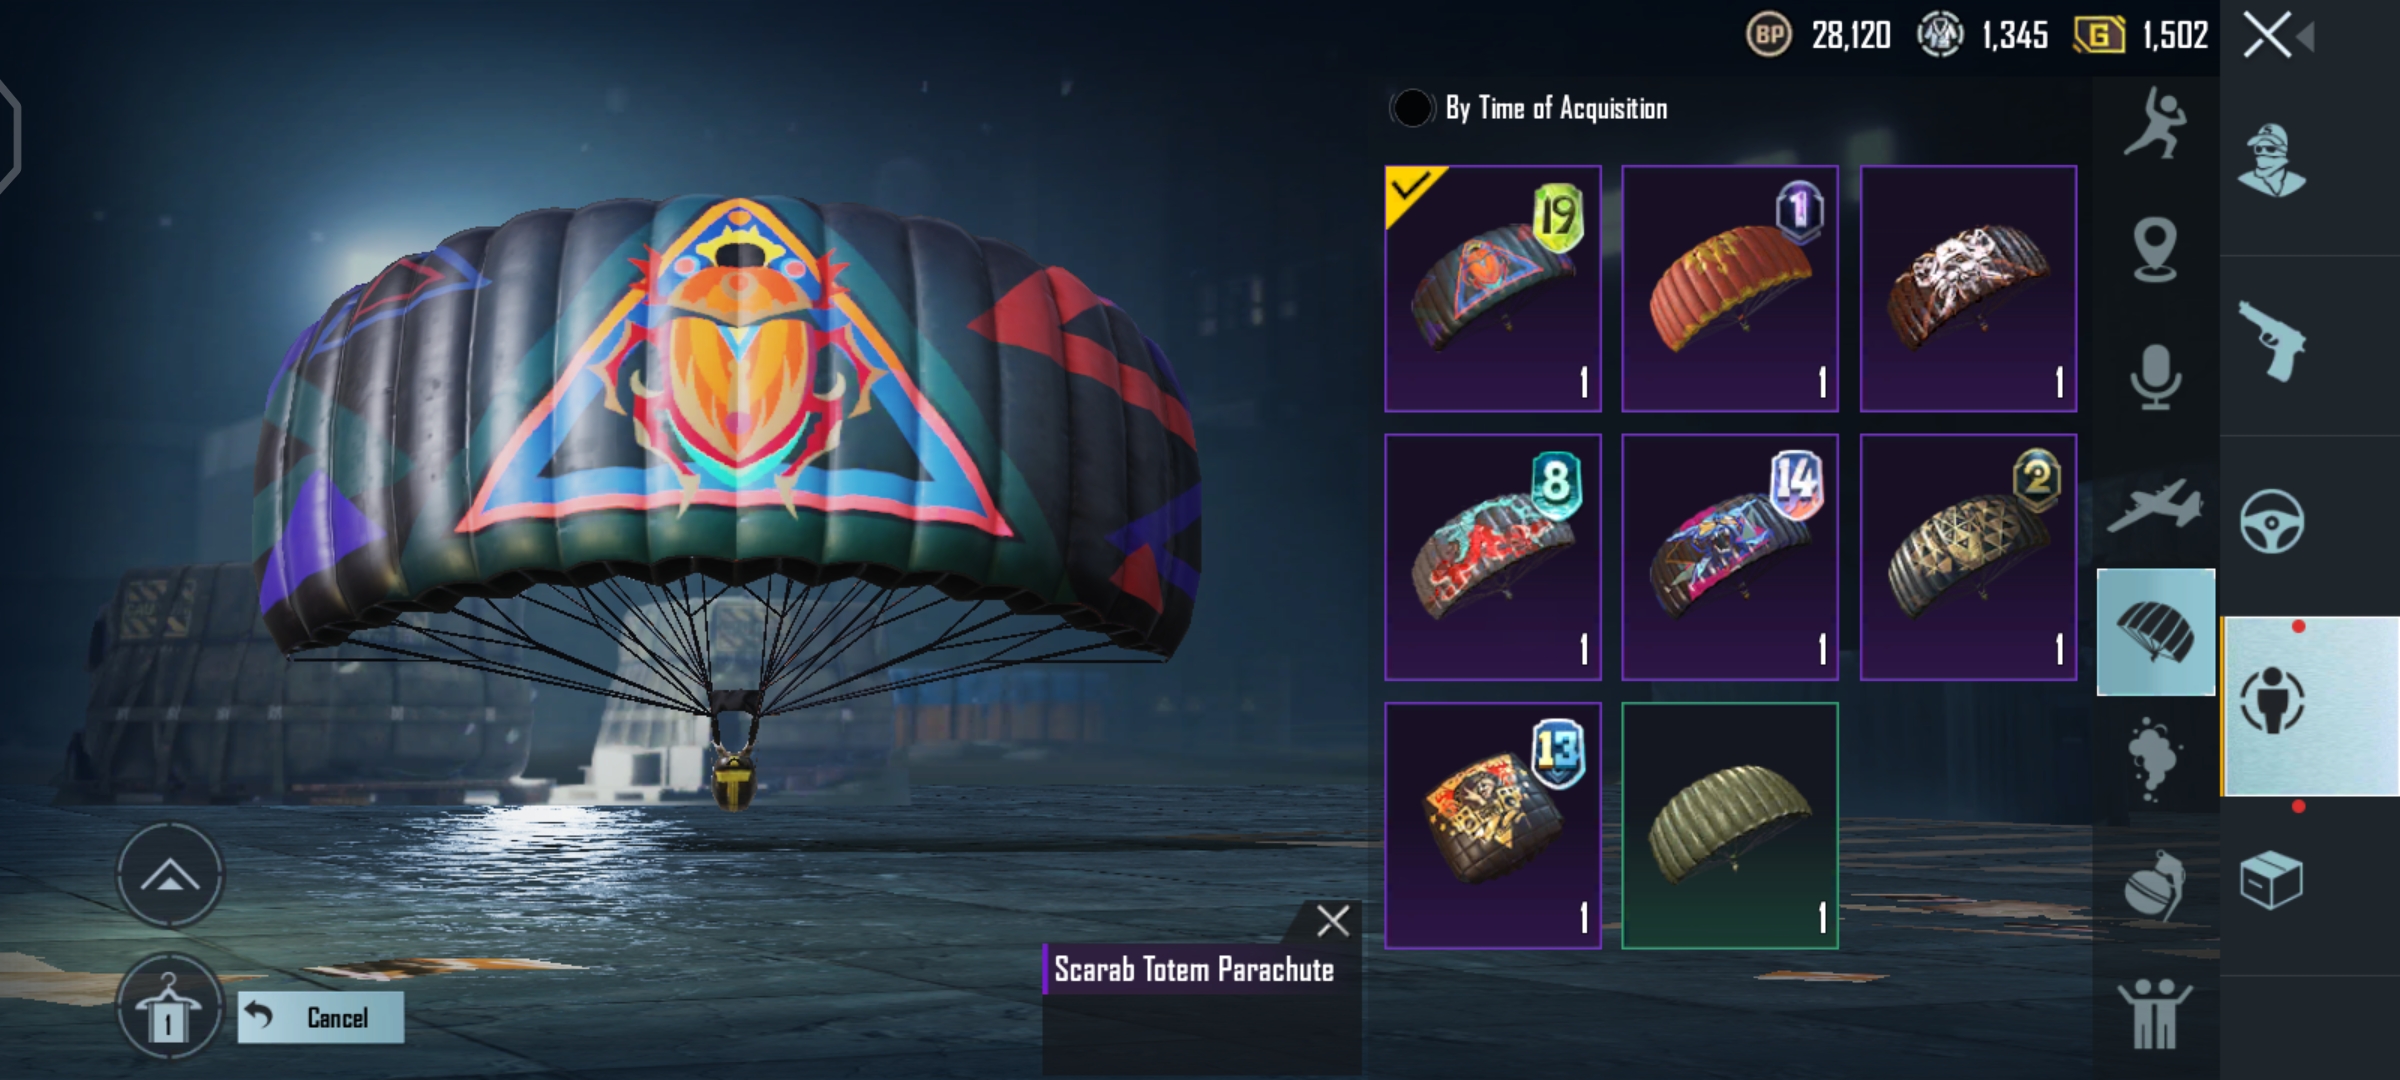 BP 28,120 1,345 G 1,502
By Time of Acquisition
19 1
1 1
1
8 1
14 1
2 1
13 1
1
Scarab Totem Parachute
1 Cancel